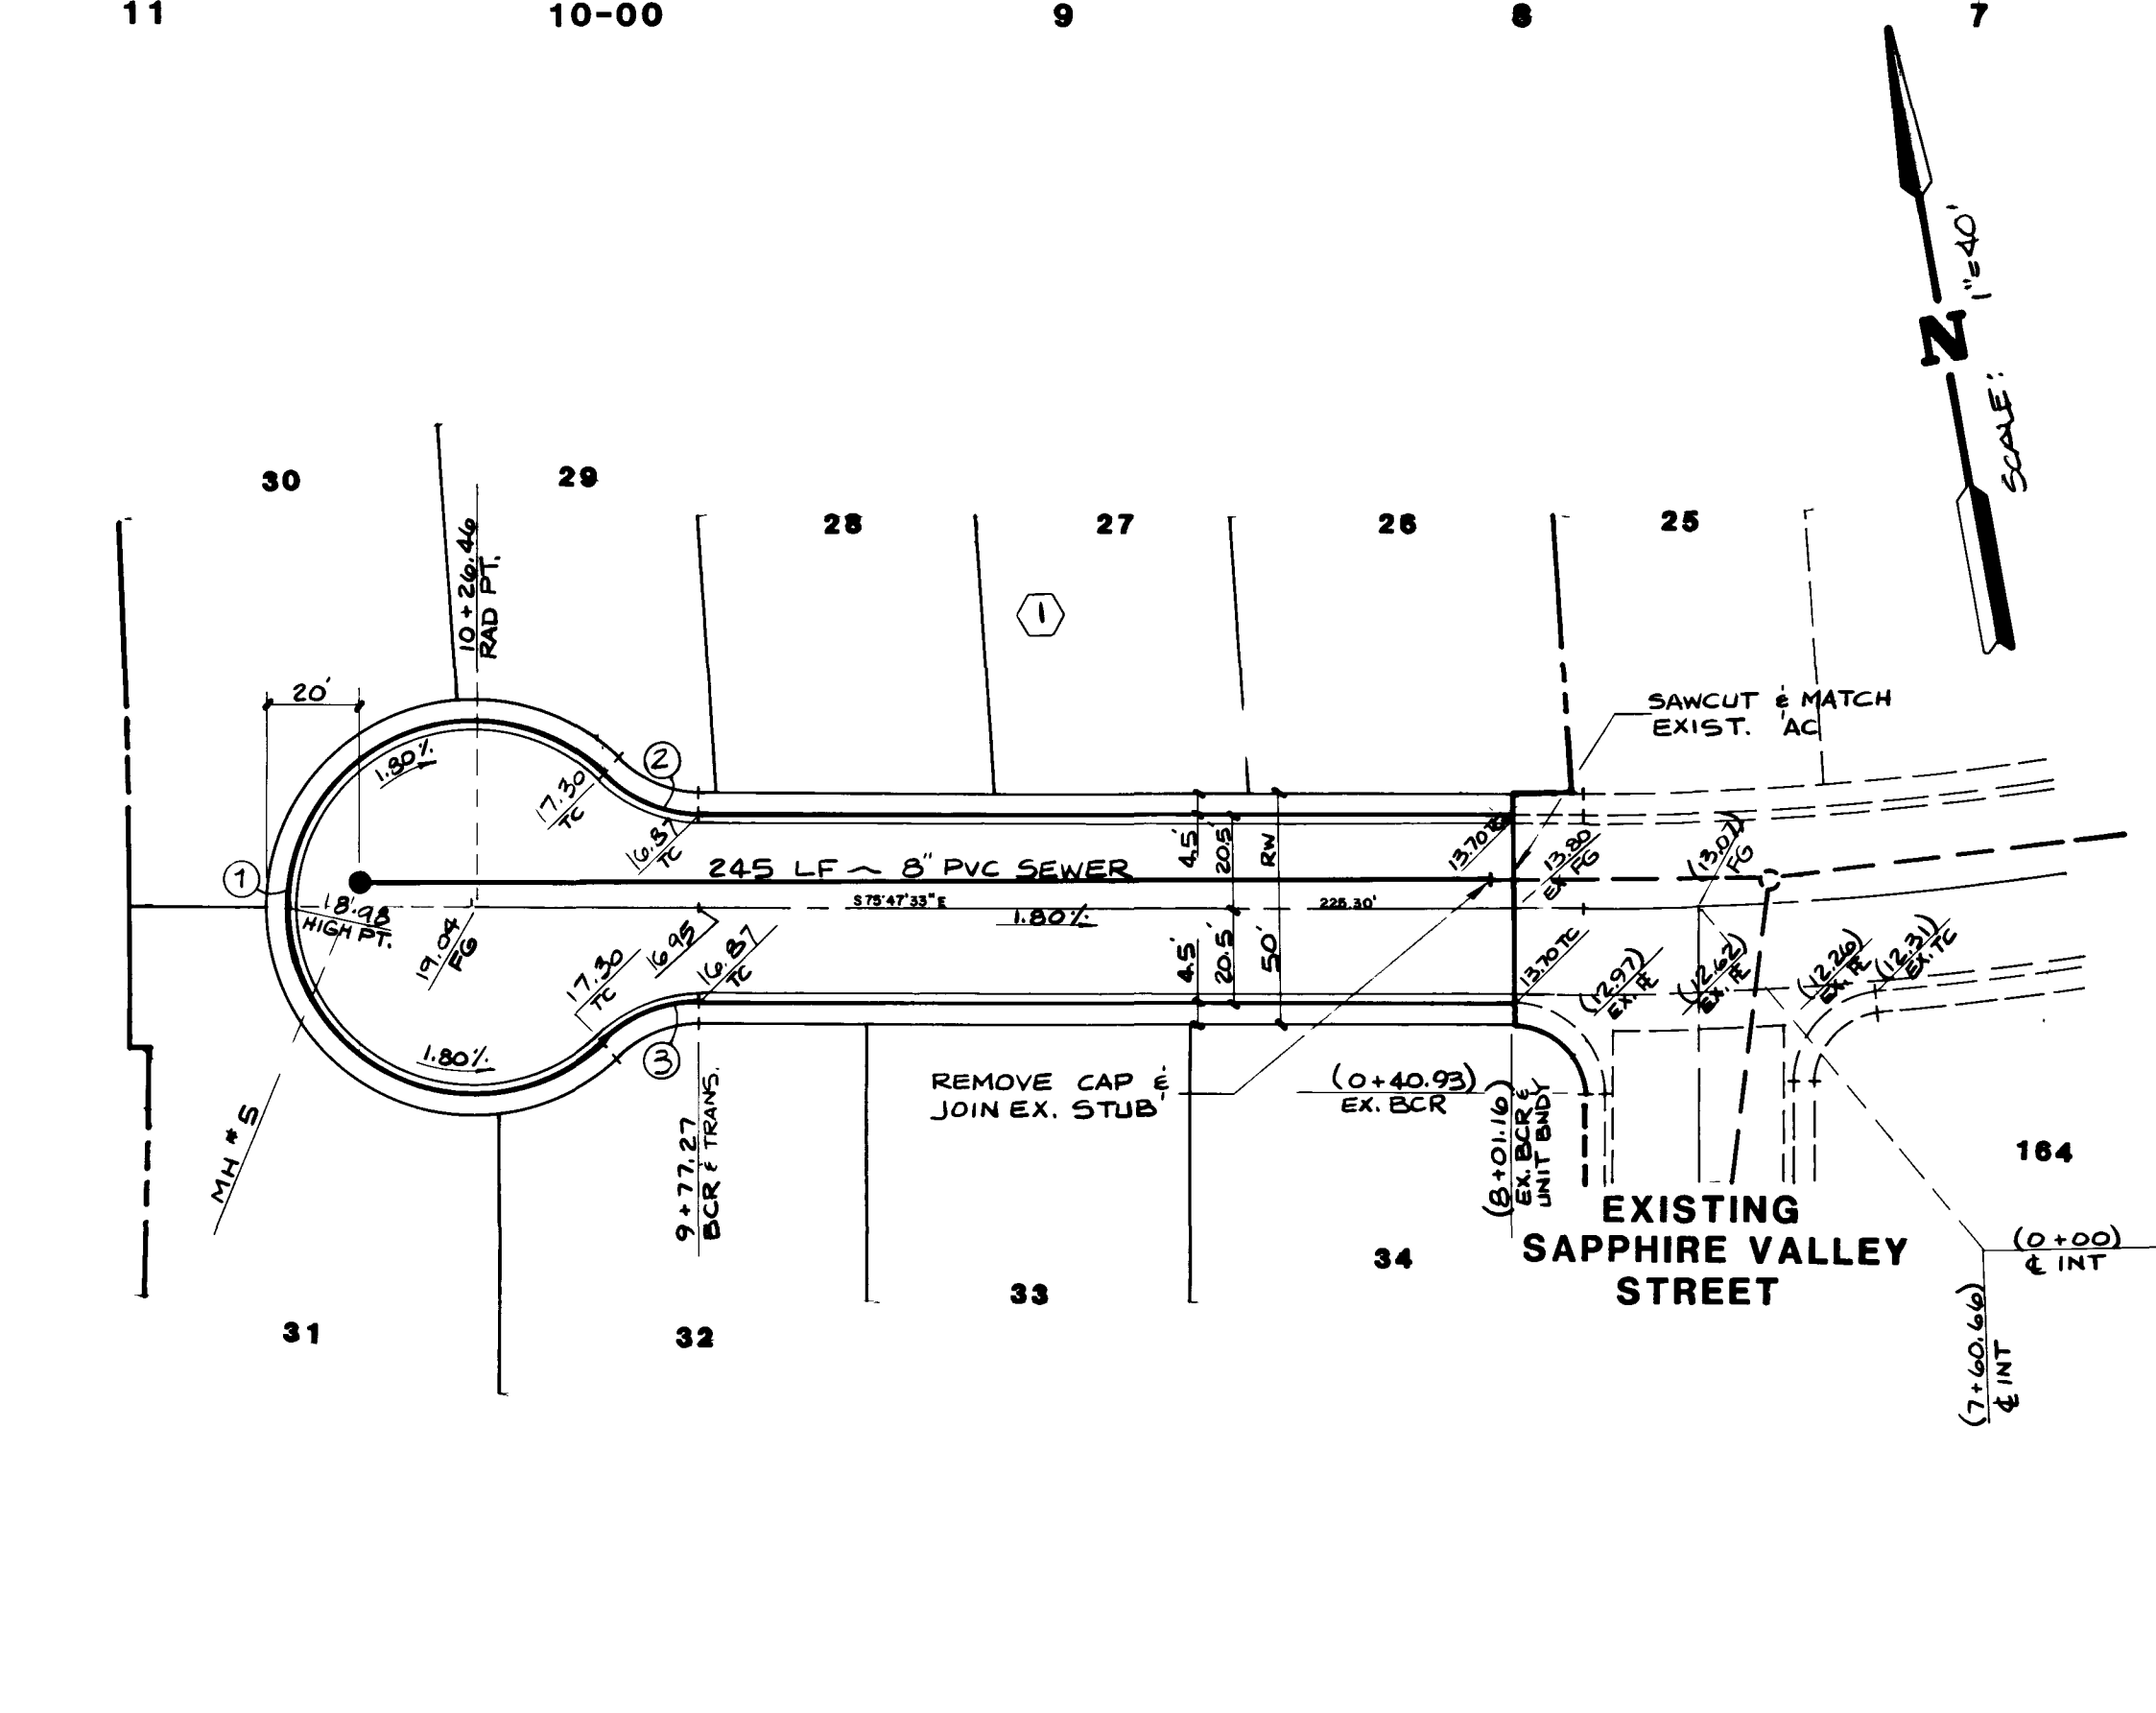 11
10-00
9
8
7
1"=40'
N
SCALE:
30
29
28
27
26
25
10+26.46
RAD PT.
1
20'
SAWCUT & MATCH
EXIST. AC
1.80%
2
17.30
TC
16.87
TC
4.5'
20.5'
RW
13.70 TC
13.80
EX FG
(13.07)
FG
245 LF ~ 8" PVC SEWER
1
18.98
HIGH PT.
S75°47'33"E
1.80%
225.30'
19.04
FG
16.95
17.30
TC
16.87
TC
4.5'
20.5'
50'
13.70 TC
(12.97)
EX. PL
(12.62)
EX. PL
(12.26)
EX. PL
(12.31)
EX. TC
1.80%
3
REMOVE CAP &
JOIN EX. STUB
(0+40.93)
EX. BCR
MH #5
9+77.27
BCR & TRANS.
(8+01.16)
EX. BCR &
UNIT BNDY
164
EXISTING
SAPPHIRE VALLEY
STREET
(0+00)
℄ INT
(7+60.66)
℄ INT
34
33
31
32